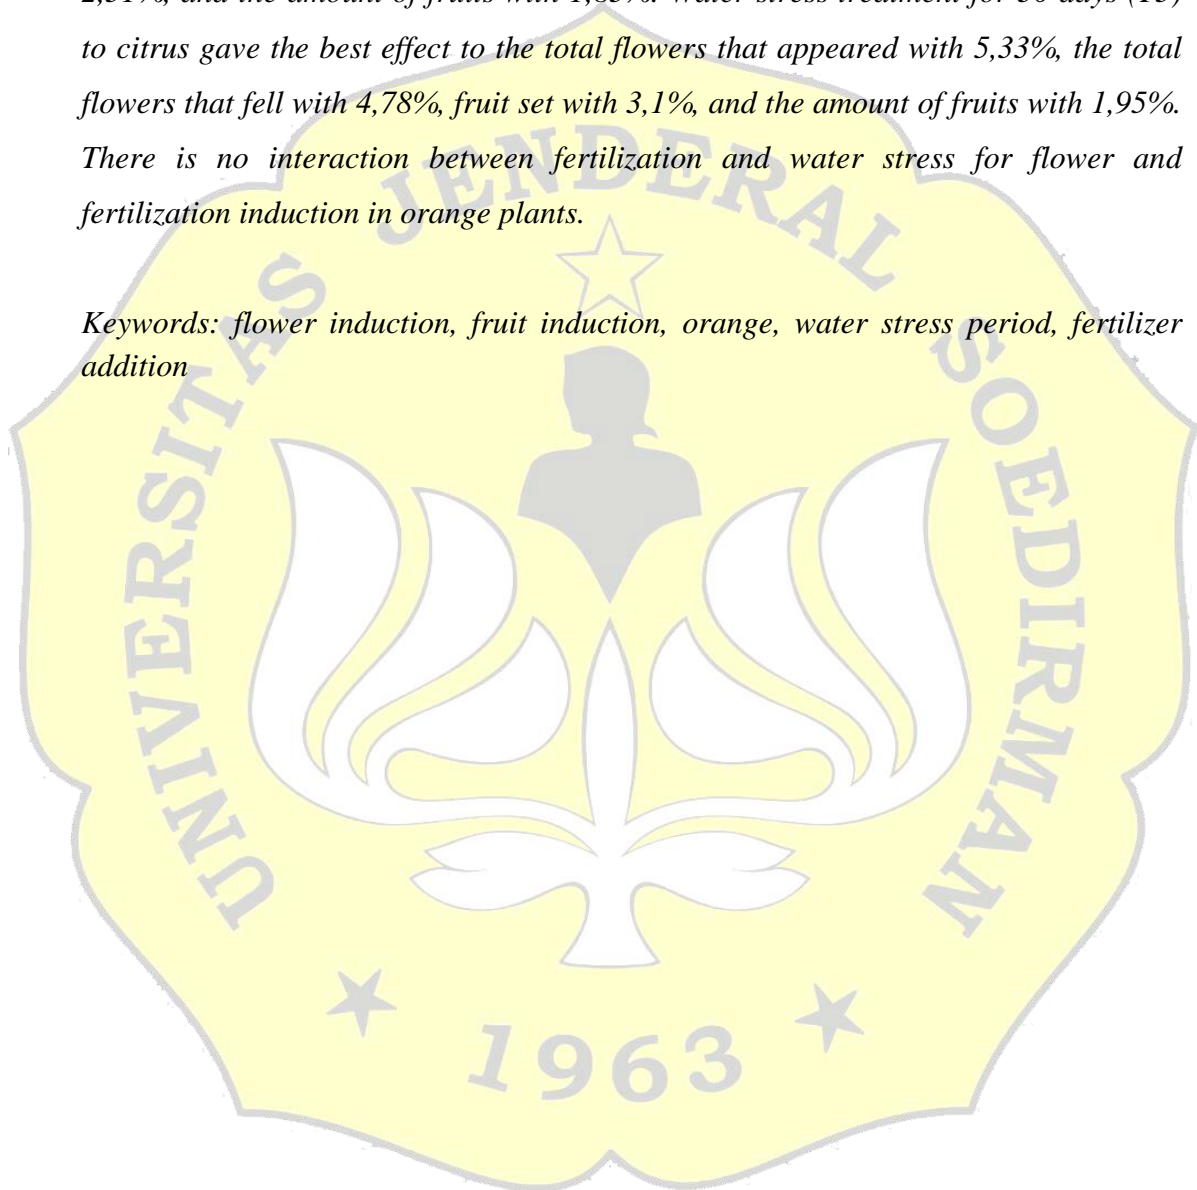 to citrus gave the best effect to the total flowers that appeared with 5,33%, the total
flowers that fell with 4,78%, fruit set with 3,1%, and the amount of fruits with 1,95%.
There is no interaction between fertilization and water stress for flower and
fertilization induction in orange plants.
Keywords: flower induction, fruit induction, orange, water stress period, fertilizer
addition
UNIVERSITAS JENDERAL SOEDIRMAN
1963